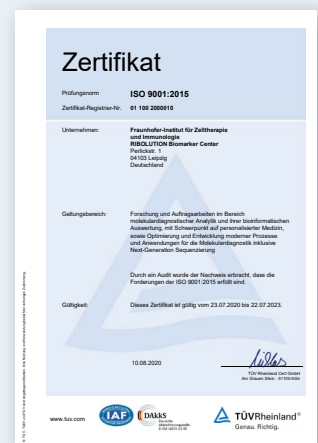 Zertifikat
Prüfungsnorm ISO 9001:2015
Zertifikat-Registrier-Nr. 01 100 2000010
Unternehmen: Fraunhofer-Institut für Zelltherapie
und Immunologie
RIBOLUTION Biomarker Center
Perlickstr. 1
04103 Leipzig
Deutschland
Geltungsbereich: Forschung und Auftragsarbeiten im Bereich
molekulardiagnostischer Analytik und ihrer bioinformatischen
Auswertung, mit Schwerpunkt auf personalisierter Medizin,
sowie Optimierung und Entwicklung moderner Prozesse
und Anwendungen für die Molekulardiagnostik inklusive
Next-Generation Sequenzierung
Durch ein Audit wurde der Nachweis erbracht, dass die
Forderungen der ISO 9001:2015 erfüllt sind.
Gültigkeit: Dieses Zertifikat ist gültig vom 23.07.2020 bis 22.07.2023.
10.08.2020
TÜV Rheinland Cert GmbH
Am Grauen Stein · 51105 Köln
www.tuv.com
IAF
DAkkS
Deutsche
Akkreditierungsstelle
TÜVRheinland®
Genau. Richtig.